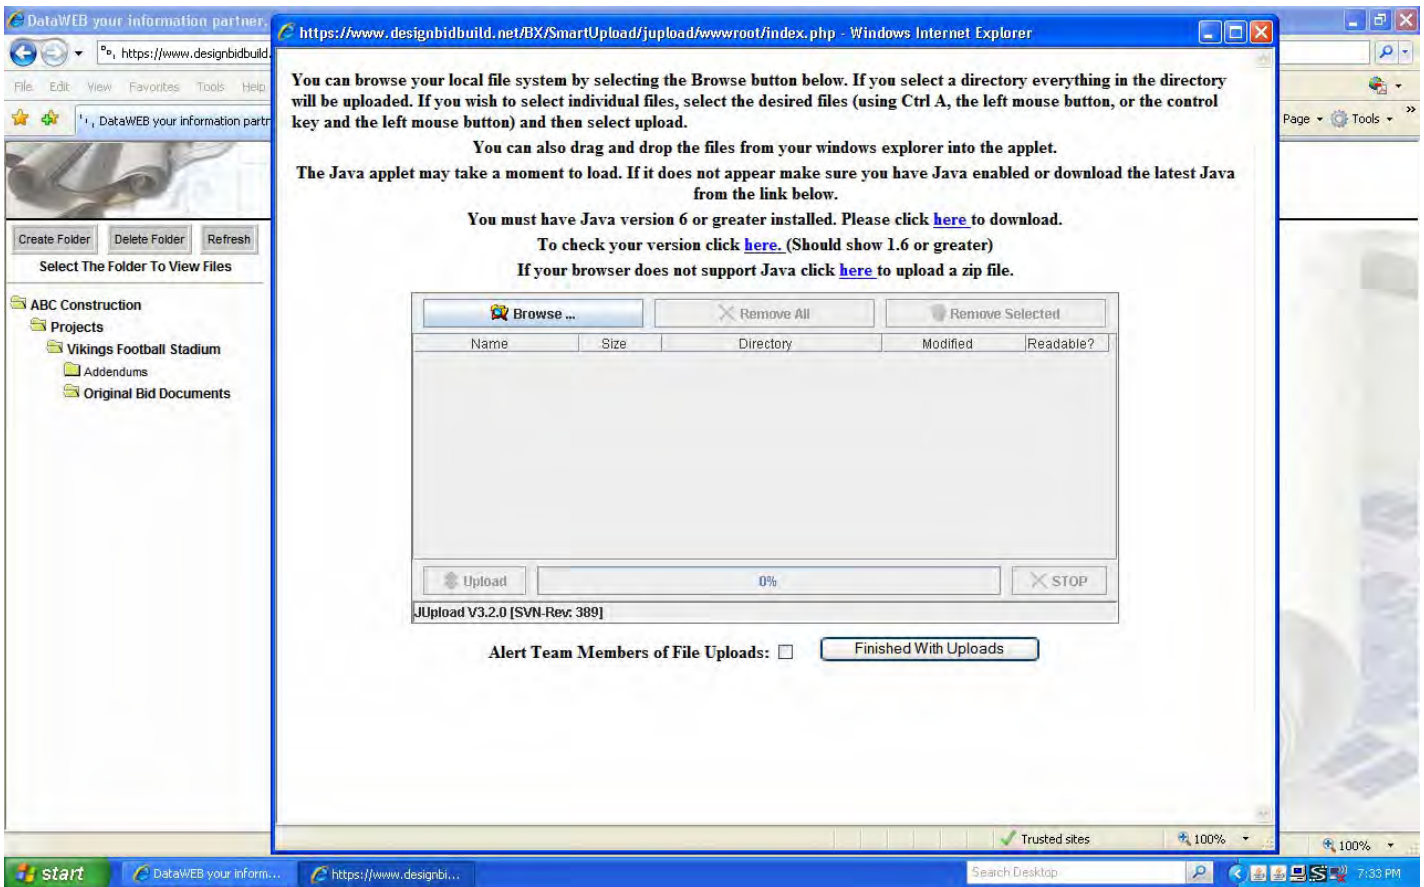 DataWEB your information partner.
https://www.designbidbuild.net/BX/SmartUpload/jupload/wwwroot/index.php - Windows Internet Explorer
https://www.designbidbuild.
File Edit View Favorites Tools Help
DataWEB your information partr
Page Tools »
You can browse your local file system by selecting the Browse button below. If you select a directory everything in the directory
will be uploaded. If you wish to select individual files, select the desired files (using Ctrl A, the left mouse button, or the control
key and the left mouse button) and then select upload.
You can also drag and drop the files from your windows explorer into the applet.
The Java applet may take a moment to load. If it does not appear make sure you have Java enabled or download the latest Java
from the link below.
You must have Java version 6 or greater installed. Please click here to download.
To check your version click here. (Should show 1.6 or greater)
If your browser does not support Java click here to upload a zip file.
Create Folder Delete Folder Refresh
Select The Folder To View Files
ABC Construction
Projects
Vikings Football Stadium
Addendums
Original Bid Documents
Browse ... Remove All Remove Selected
Name Size Directory Modified Readable?
Upload 0% STOP
JUpload V3.2.0 [SVN-Rev: 389]
Alert Team Members of File Uploads: Finished With Uploads
Trusted sites 100%
100%
start DataWEB your inform... https://www.designbi... Search Desktop 7:33 PM